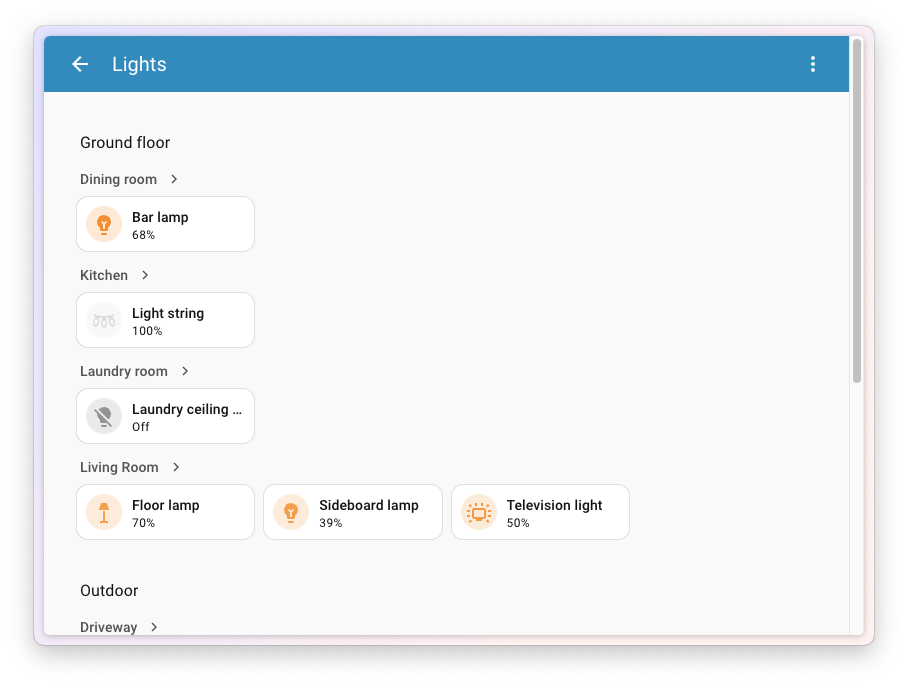 Lights
Ground floor
Dining room
Bar lamp
68%
Kitchen
Light string
100%
Laundry room
Laundry ceiling ...
Off
Living Room
Floor lamp
70%
Sideboard lamp
39%
Television light
50%
Outdoor
Driveway